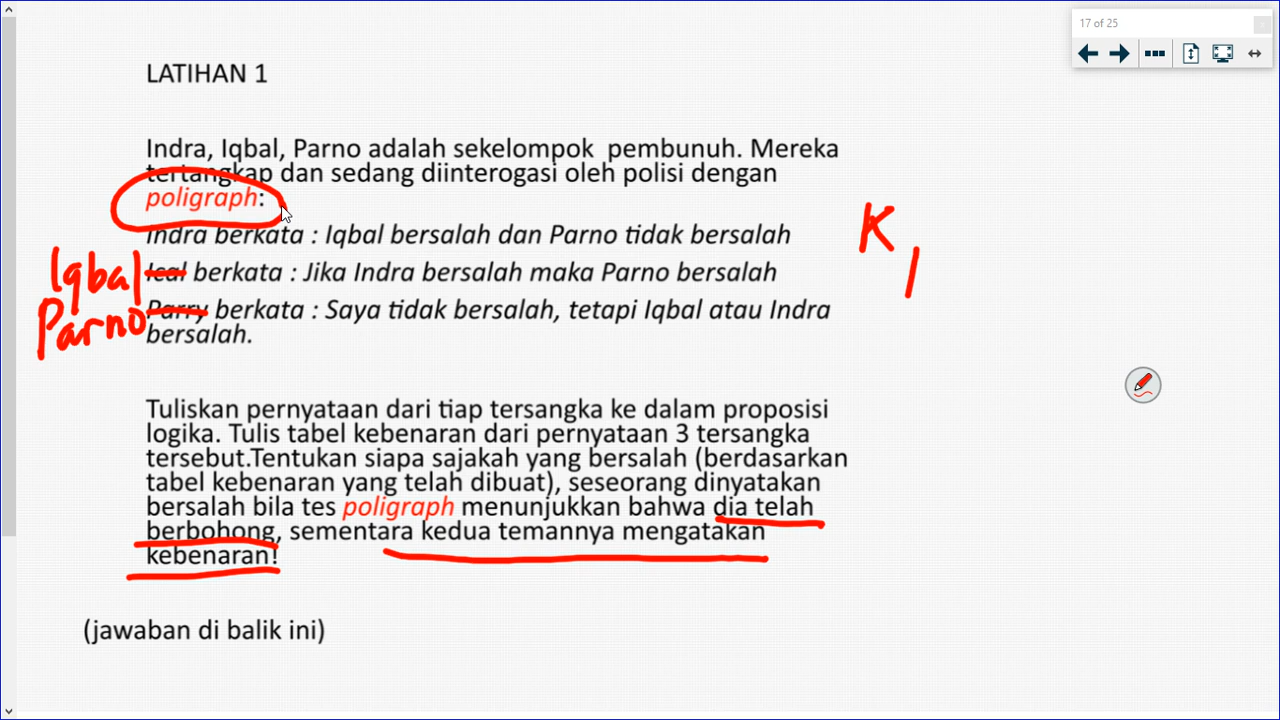 17 of 25
LATIHAN 1
Indra, Iqbal, Parno adalah sekelompok pembunuh. Mereka
tertangkap dan sedang diinterogasi oleh polisi dengan
poligraph:
Indra berkata : Iqbal bersalah dan Parno tidak bersalah
Iqbal Ical berkata : Jika Indra bersalah maka Parno bersalah
Parno Parry berkata : Saya tidak bersalah, tetapi Iqbal atau Indra
bersalah.
K
Tuliskan pernyataan dari tiap tersangka ke dalam proposisi
logika. Tulis tabel kebenaran dari pernyataan 3 tersangka
tersebut.Tentukan siapa sajakah yang bersalah (berdasarkan
tabel kebenaran yang telah dibuat), seseorang dinyatakan
bersalah bila tes poligraph menunjukkan bahwa dia telah
berbohong, sementara kedua temannya mengatakan
kebenaran!
(jawaban di balik ini)